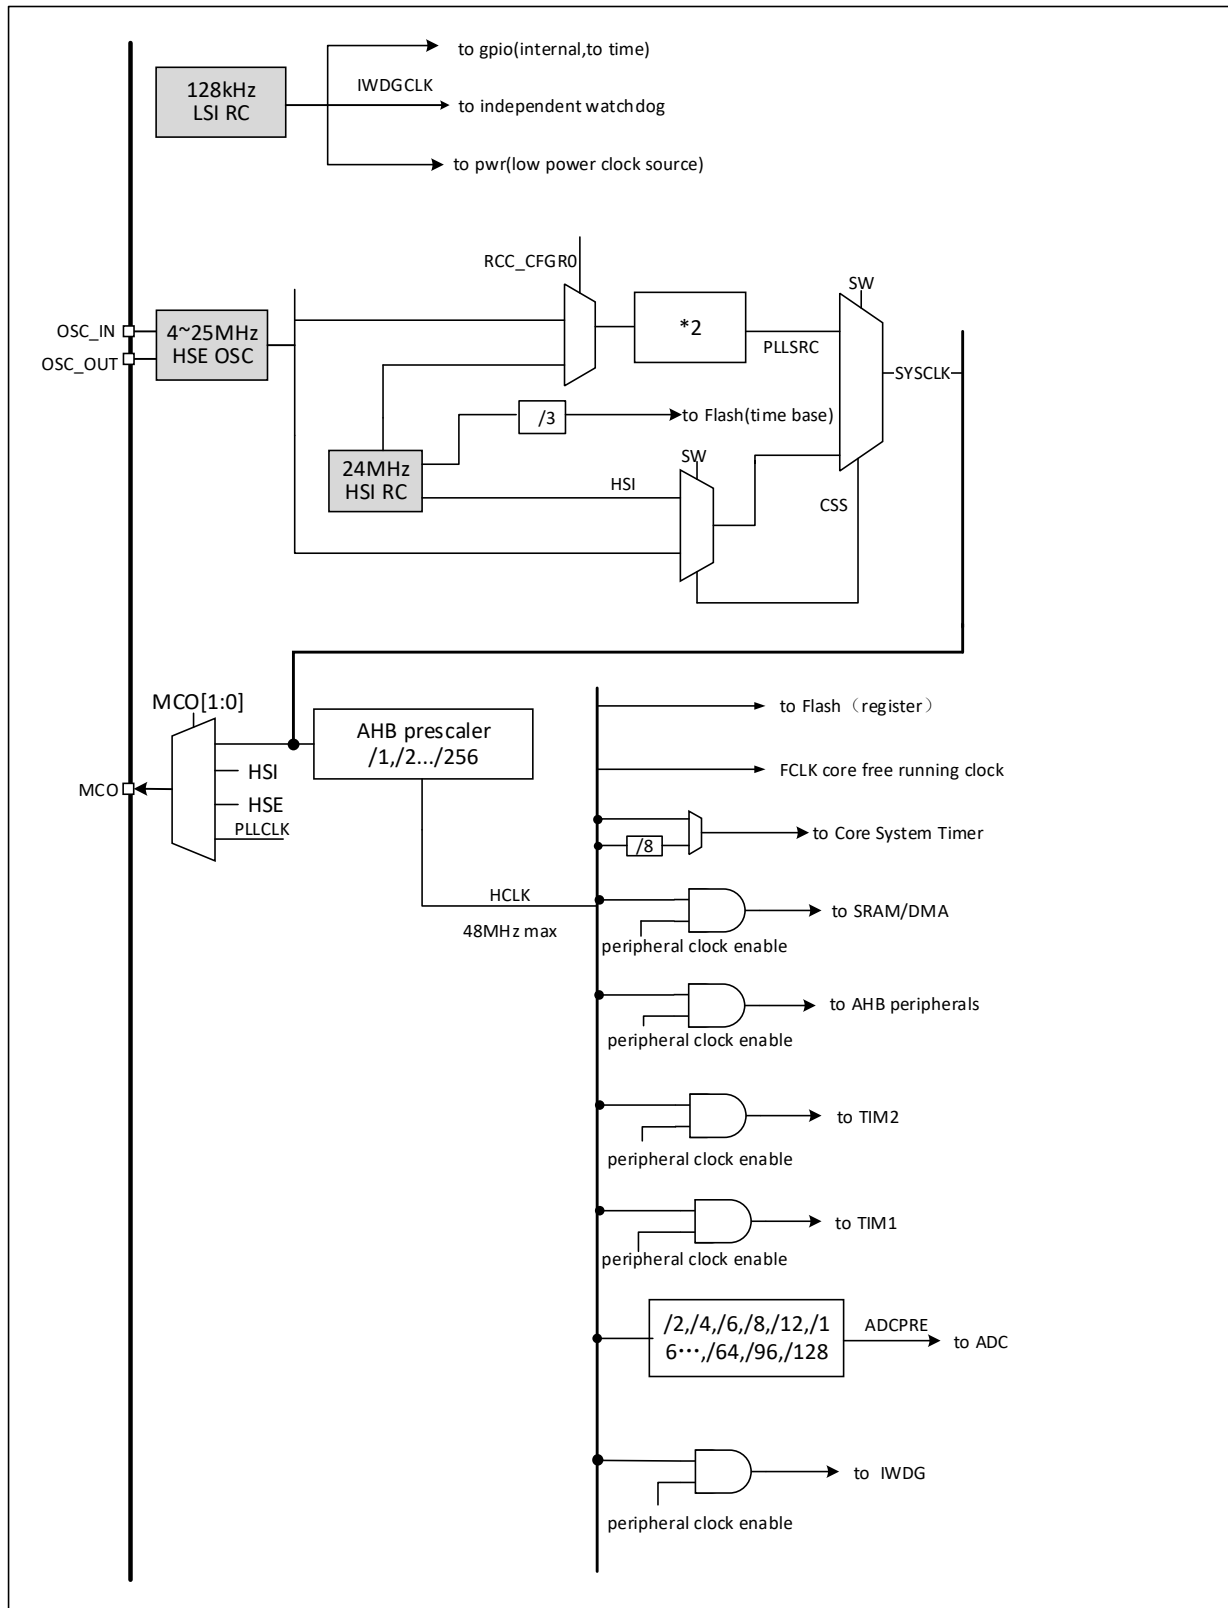 to gpio(internal,to time)
128kHz
LSI RC
IWDGCLK
to independent watchdog
to pwr(low power clock source)
RCC_CFGR0
SW
OSC_IN
OSC_OUT
4~25MHz
HSE OSC
*2
PLLSRC
SYSCLK
/3
to Flash(time base)
24MHz
HSI RC
HSI
SW
CSS
MCO[1:0]
AHB prescaler
/1,/2.../256
HSI
MCO
HSE
PLLCLK
to Flash（register）
FCLK core free running clock
/8
to Core System Timer
HCLK
48MHz max
to SRAM/DMA
peripheral clock enable
to AHB peripherals
peripheral clock enable
to TIM2
peripheral clock enable
to TIM1
peripheral clock enable
/2,/4,/6,/8,/12,/1
6···,/64,/96,/128
ADCPRE
to ADC
to IWDG
peripheral clock enable